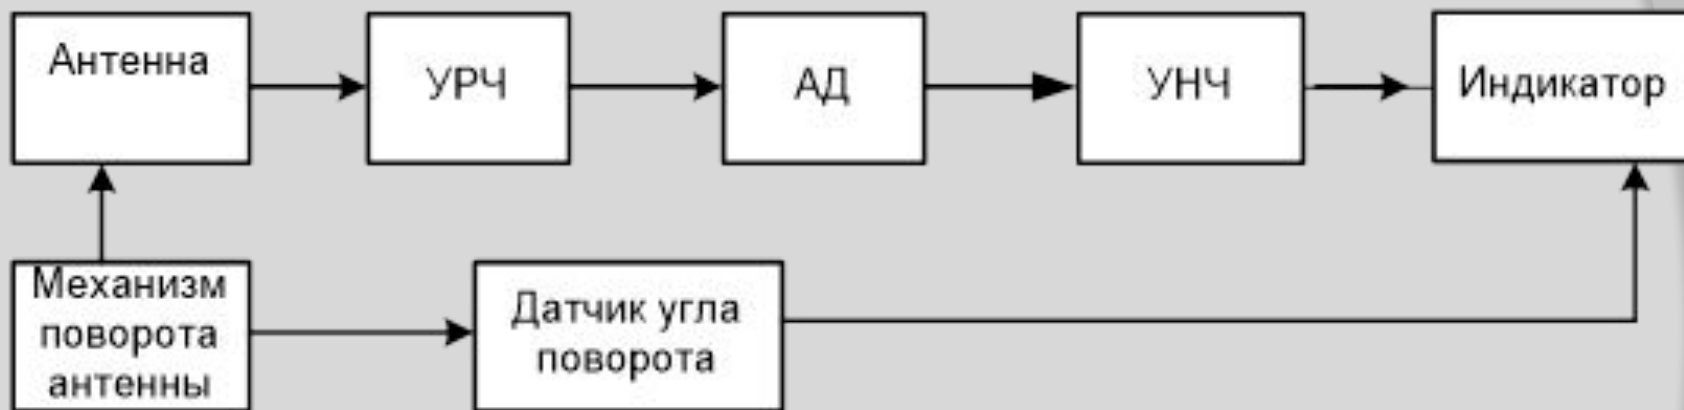 Антенна
УРЧ
АД
УНЧ
Индикатор
Механизм
поворота
антенны
Датчик угла
поворота